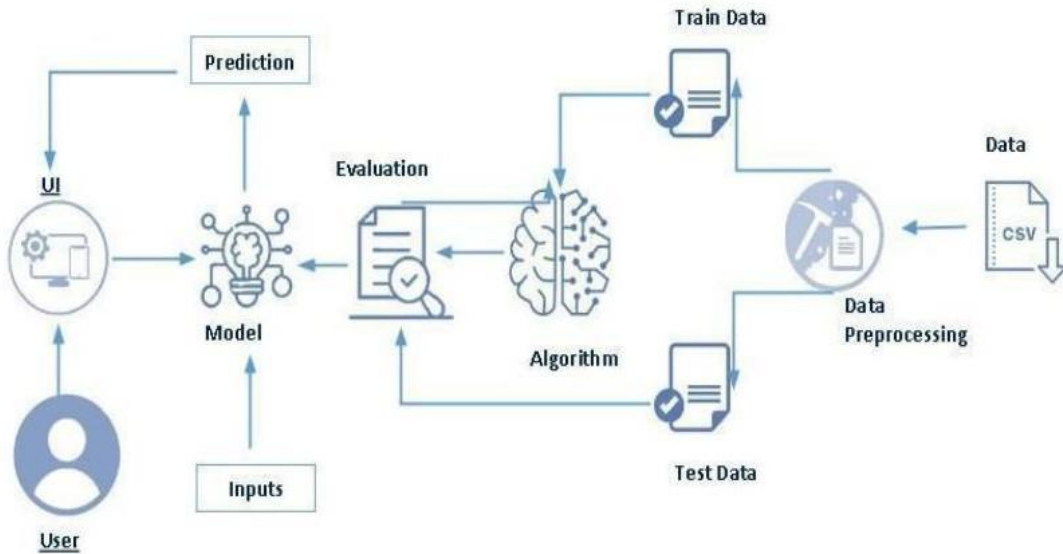 Train Data
Prediction
Data
Evaluation
UI
CSV
Data
Preprocessing
Model
Algorithm
Test Data
Inputs
User